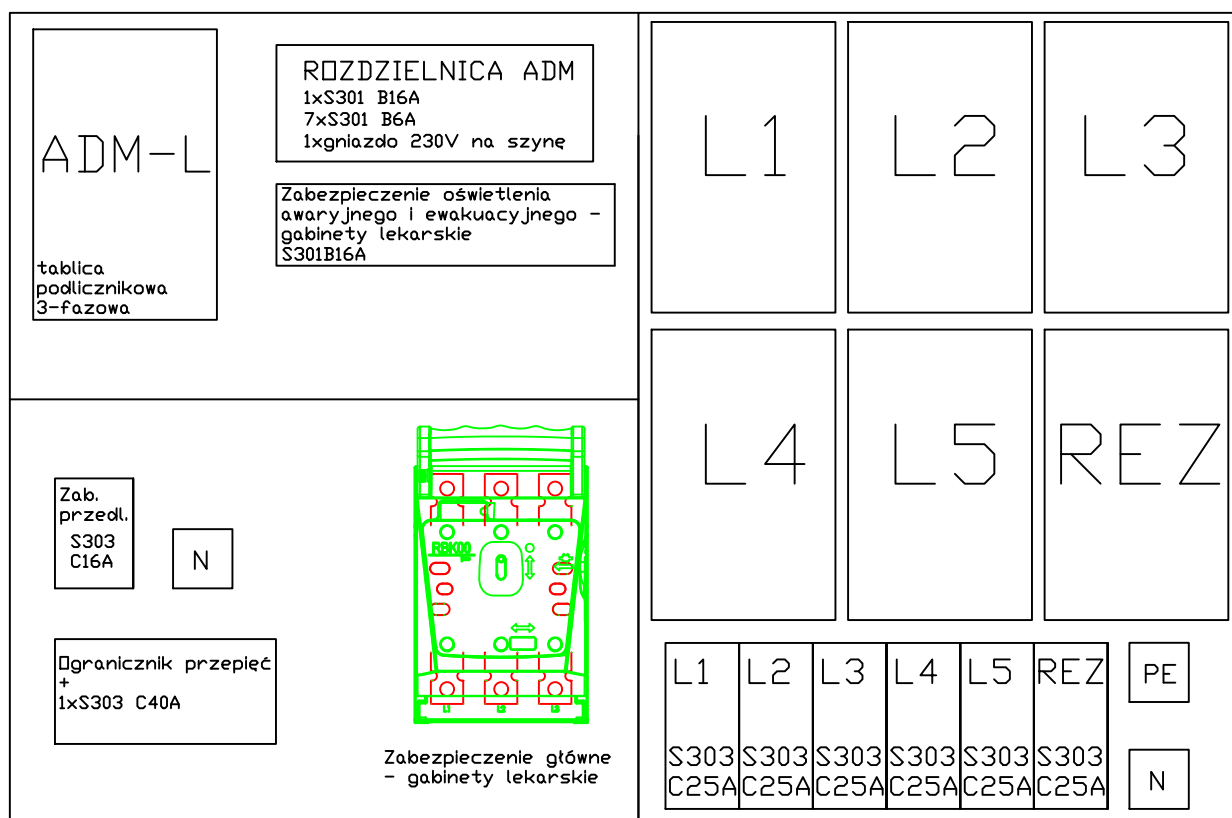 ADM-L
tablica
podlicznikowa
3-fazowa
ROZDZIELNICA ADM
1xS301 B16A
7xS301 B6A
1xgniazdo 230V na szynę
Zabezpieczenie oświetlenia
awaryjnego i ewakuacyjnego -
gabinety lekarskie
S301B16A
L1 L2 L3
L4 L5 REZ
Zab.
przedl.
S303
C16A
N
Ogranicznik przepięć
+
1xS303 C40A
RBK00
L1 L2 L3
Zabezpieczenie główne
- gabinety lekarskie
L1 L2 L3 L4 L5 REZ
S303 S303 S303 S303 S303 S303
C25A C25A C25A C25A C25A C25A
PE
N